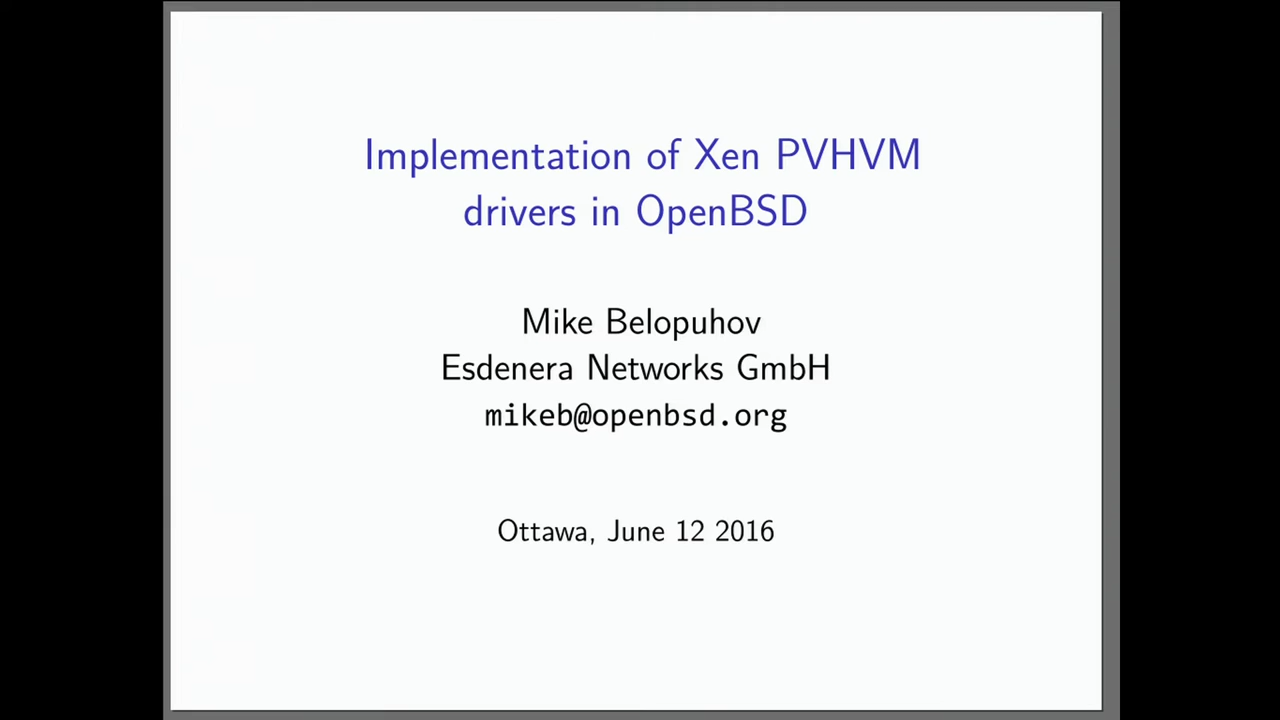 Implementation of Xen PVHVM
drivers in OpenBSD
Mike Belopuhov
Esdenera Networks GmbH
mikeb@openbsd.org
Ottawa, June 12 2016